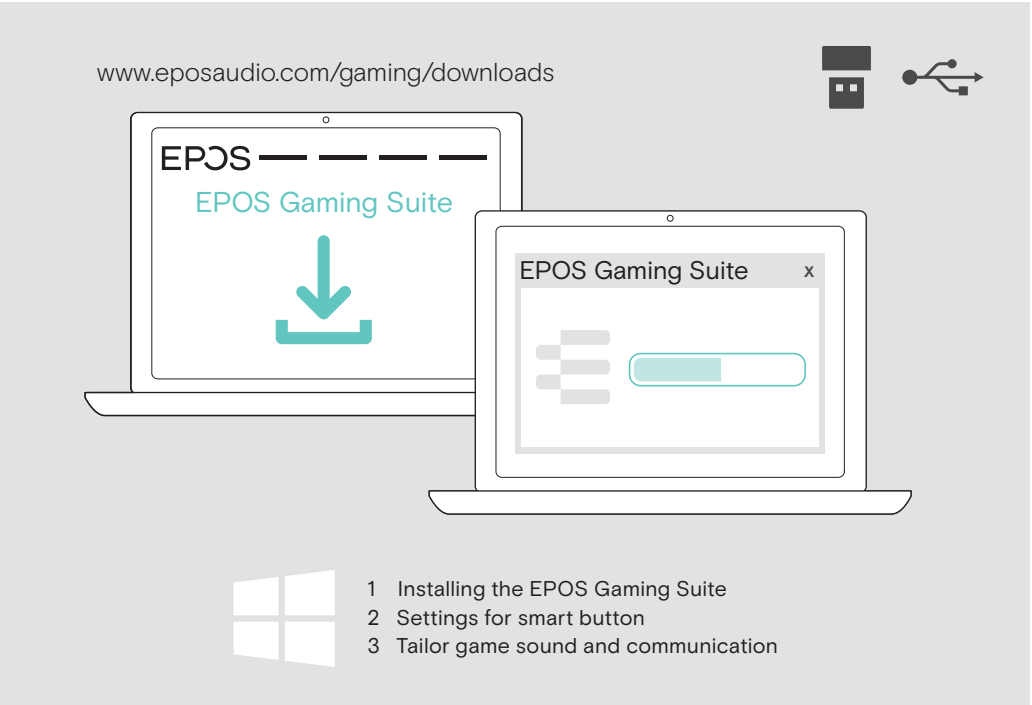 www.eposaudio.com/gaming/downloads
EPOS
EPOS Gaming Suite
EPOS Gaming Suite x
1 Installing the EPOS Gaming Suite
2 Settings for smart button
3 Tailor game sound and communication